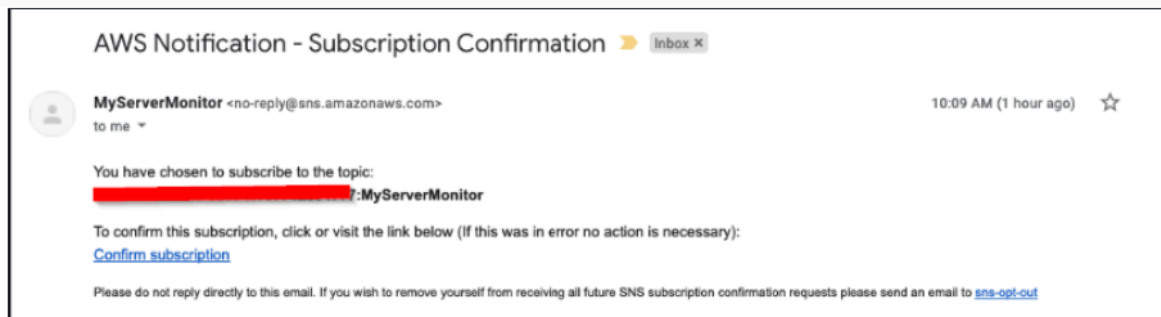 AWS Notification - Subscription Confirmation Inbox ×
MyServerMonitor <no-reply@sns.amazonaws.com> 10:09 AM (1 hour ago)
to me
You have chosen to subscribe to the topic:
:MyServerMonitor
To confirm this subscription, click or visit the link below (If this was in error no action is necessary):
Confirm subscription
Please do not reply directly to this email. If you wish to remove yourself from receiving all future SNS subscription confirmation requests please send an email to sns-opt-out